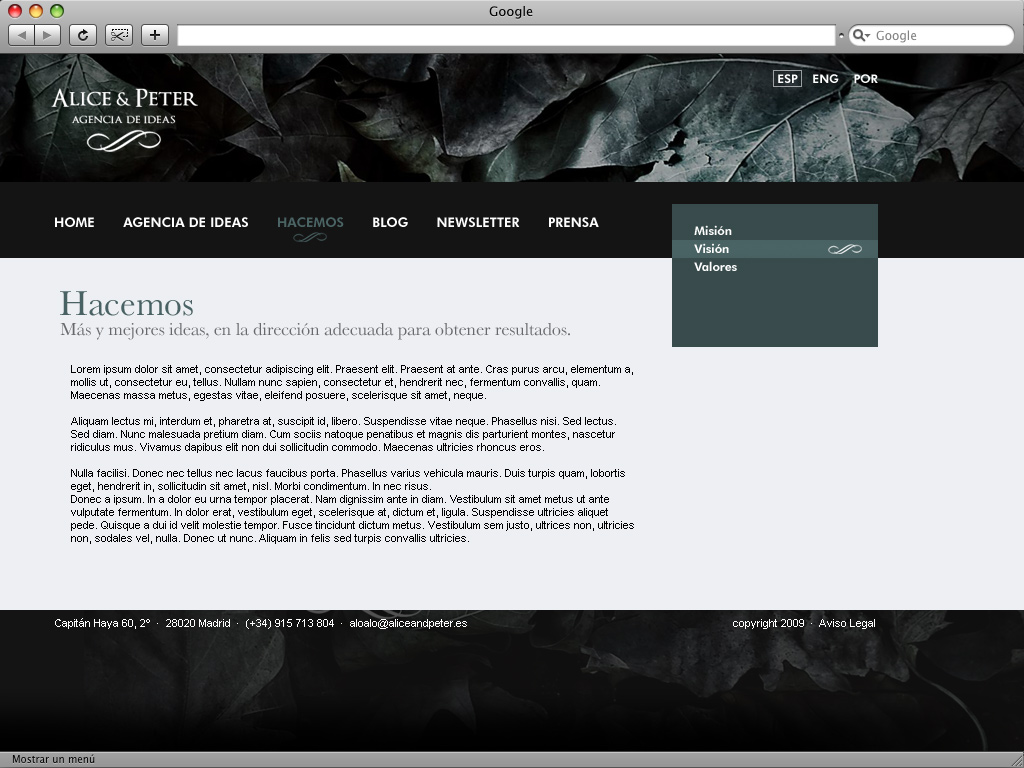 Google
Google
ESP ENG POR
ALICE & PETER
AGENCIA DE IDEAS
HOME AGENCIA DE IDEAS HACEMOS BLOG NEWSLETTER PRENSA
Misión
Visión
Valores
Hacemos
Más y mejores ideas, en la dirección adecuada para obtener resultados.
Lorem ipsum dolor sit amet, consectetur adipiscing elit. Praesent elit. Praesent at ante. Cras purus arcu, elementum a,
mollis ut, consectetur eu, tellus. Nullam nunc sapien, consectetur et, hendrerit nec, fermentum convallis, quam.
Maecenas massa metus, egestas vitae, eleifend posuere, scelerisque sit amet, neque.
Aliquam lectus mi, interdum et, pharetra at, suscipit id, libero. Suspendisse vitae neque. Phasellus nisi. Sed lectus.
Sed diam. Nunc malesuada pretium diam. Cum sociis natoque penatibus et magnis dis parturient montes, nascetur
ridiculus mus. Vivamus dapibus elit non dui sollicitudin commodo. Maecenas ultricies rhoncus eros.
Nulla facilisi. Donec nec tellus nec lacus faucibus porta. Phasellus varius vehicula mauris. Duis turpis quam, lobortis
eget, hendrerit in, sollicitudin sit amet, nisl. Morbi condimentum. In nec risus.
Donec a ipsum. In a dolor eu urna tempor placerat. Nam dignissim ante in diam. Vestibulum sit amet metus ut ante
vulputate fermentum. In dolor erat, vestibulum eget, scelerisque at, dictum et, ligula. Suspendisse ultricies aliquet
pede. Quisque a dui id velit molestie tempor. Fusce tincidunt dictum metus. Vestibulum sem justo, ultrices non, ultricies
non, sodales vel, nulla. Donec ut nunc. Aliquam in felis sed turpis convallis ultricies.
Capitán Haya 60, 2º · 28020 Madrid · (+34) 915 713 804 · aloalo@aliceandpeter.es
copyright 2009 · Aviso Legal
Mostrar un menú